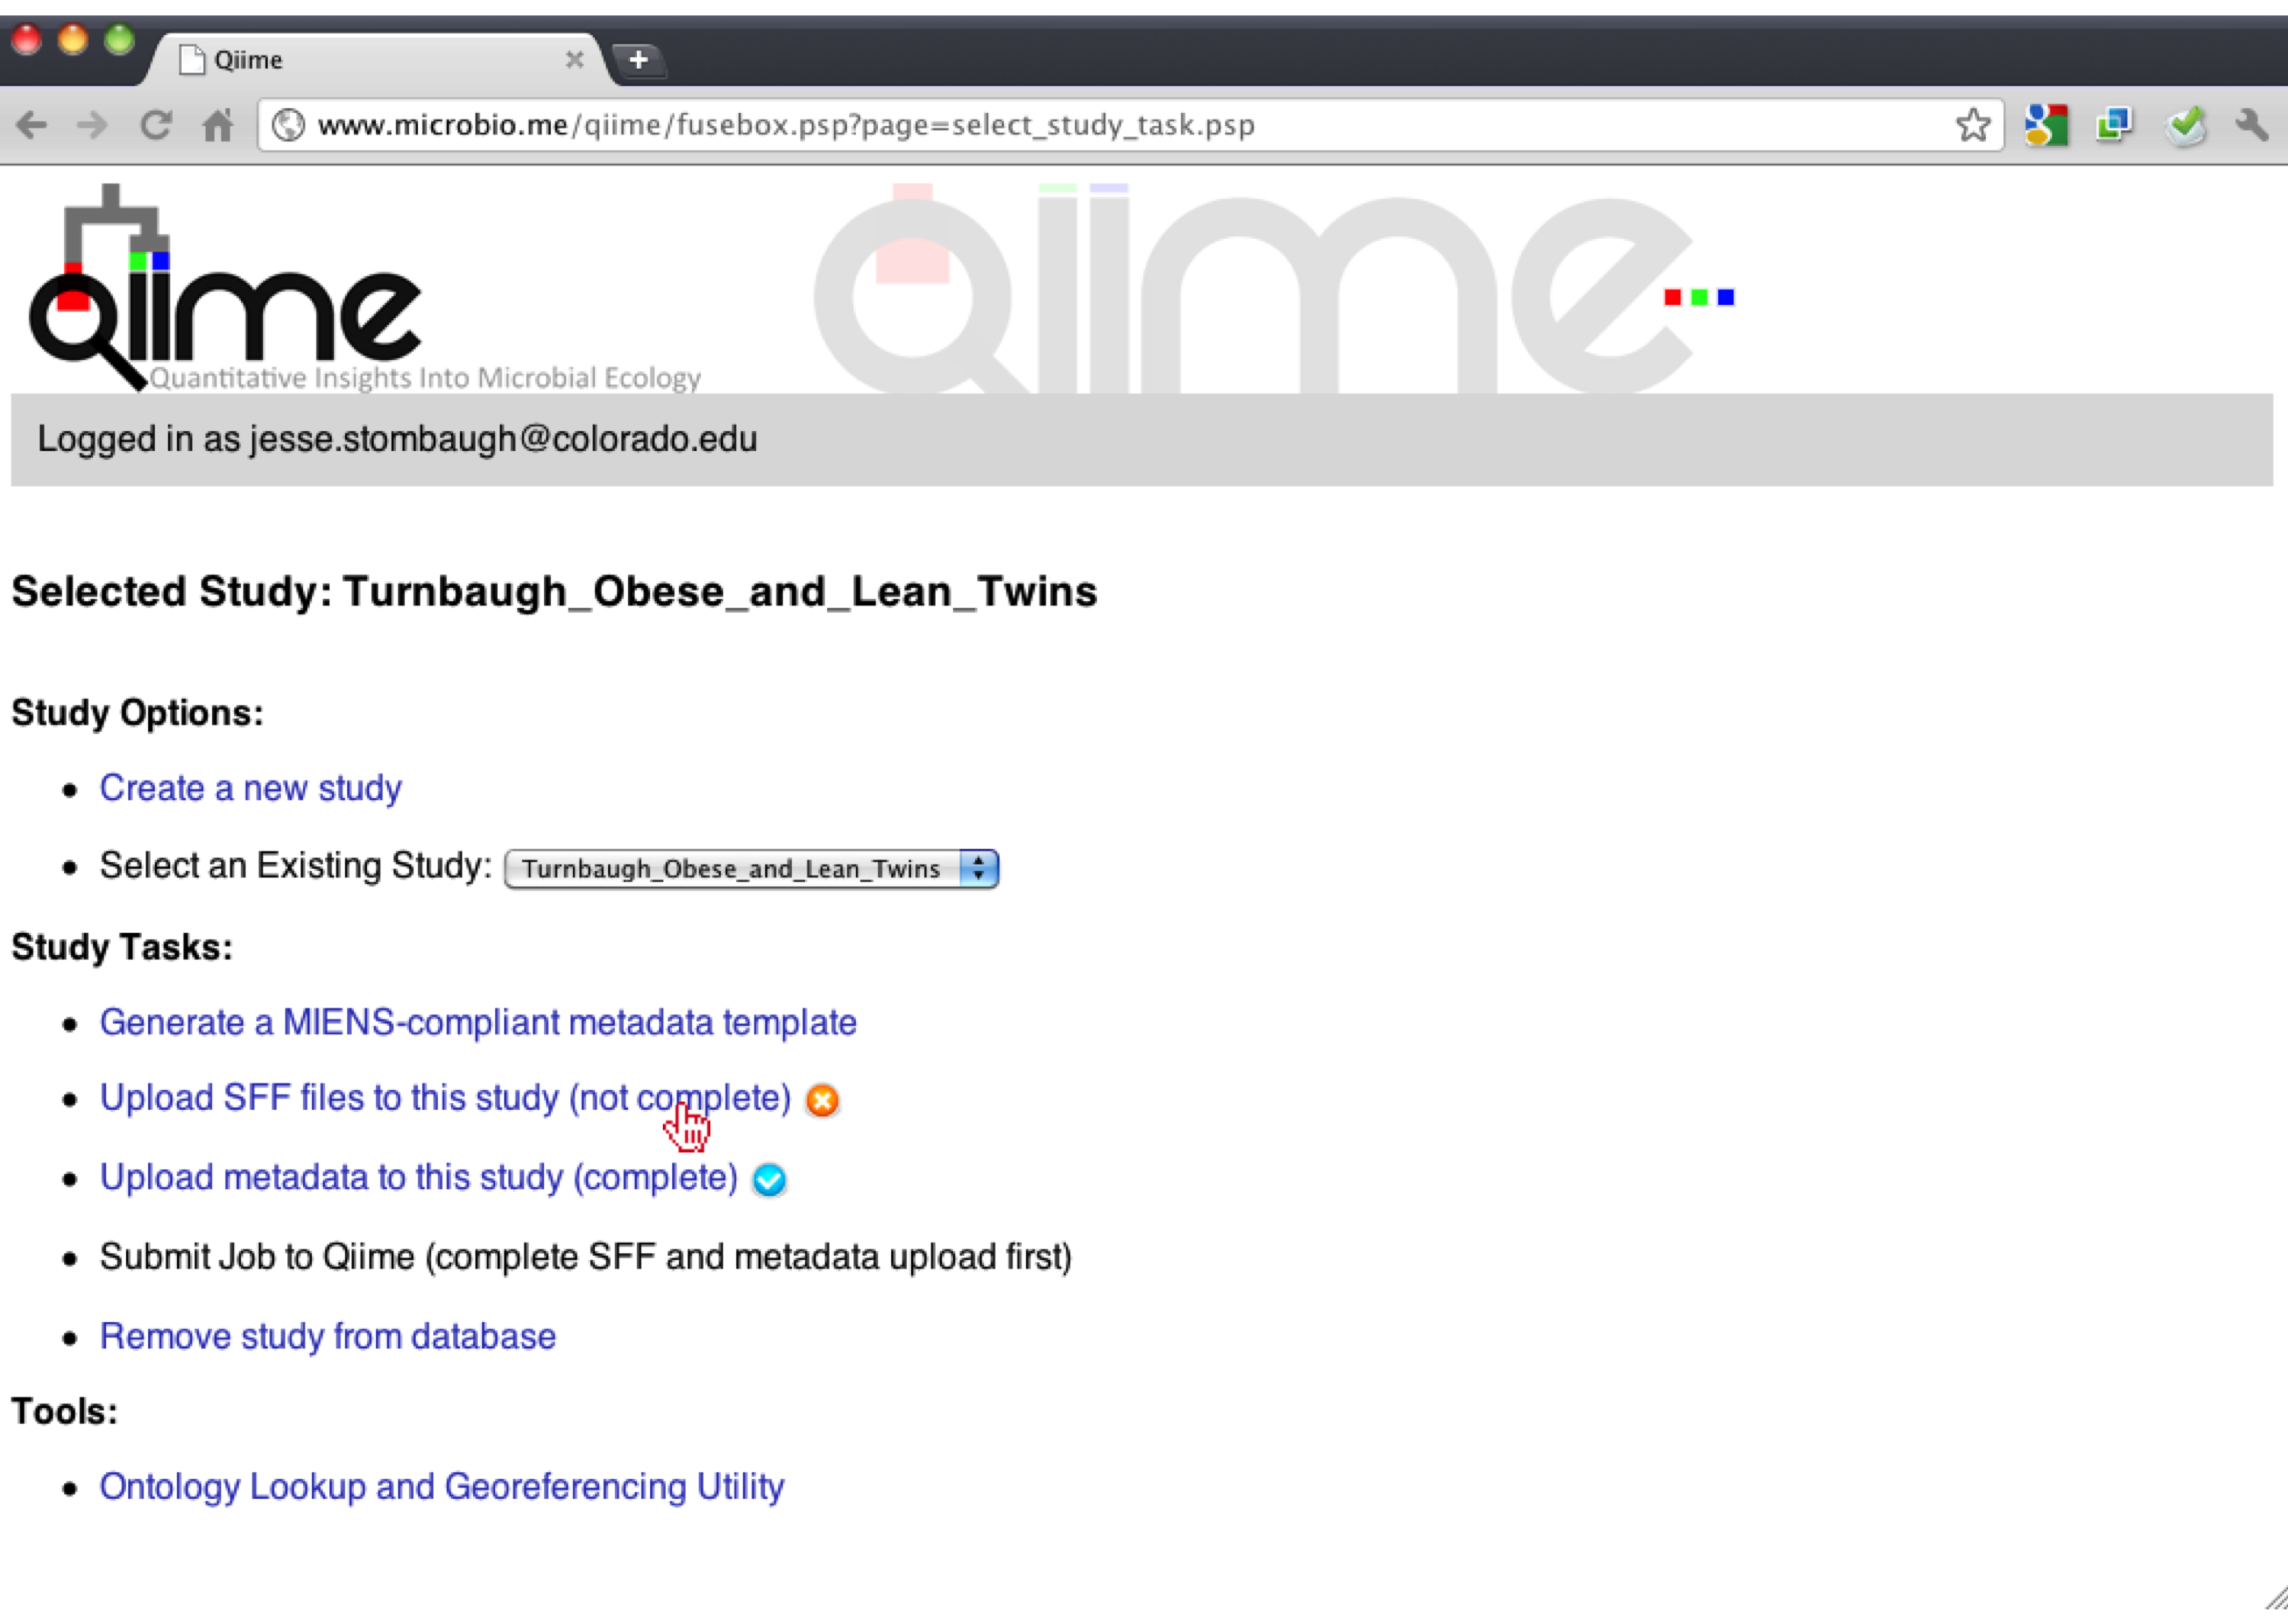 Qiime
www.microbio.me/qiime/fusebox.psp?page=select_study_task.psp
Qiime
Qiime
Quantitative Insights Into Microbial Ecology
Logged in as jesse.stombaugh@colorado.edu
Selected Study: Turnbaugh_Obese_and_Lean_Twins
Study Options:
Create a new study
Select an Existing Study: Turnbaugh_Obese_and_Lean_Twins
Study Tasks:
Generate a MIENS-compliant metadata template
Upload SFF files to this study (not complete)
Upload metadata to this study (complete)
Submit Job to Qiime (complete SFF and metadata upload first)
Remove study from database
Tools:
Ontology Lookup and Georeferencing Utility